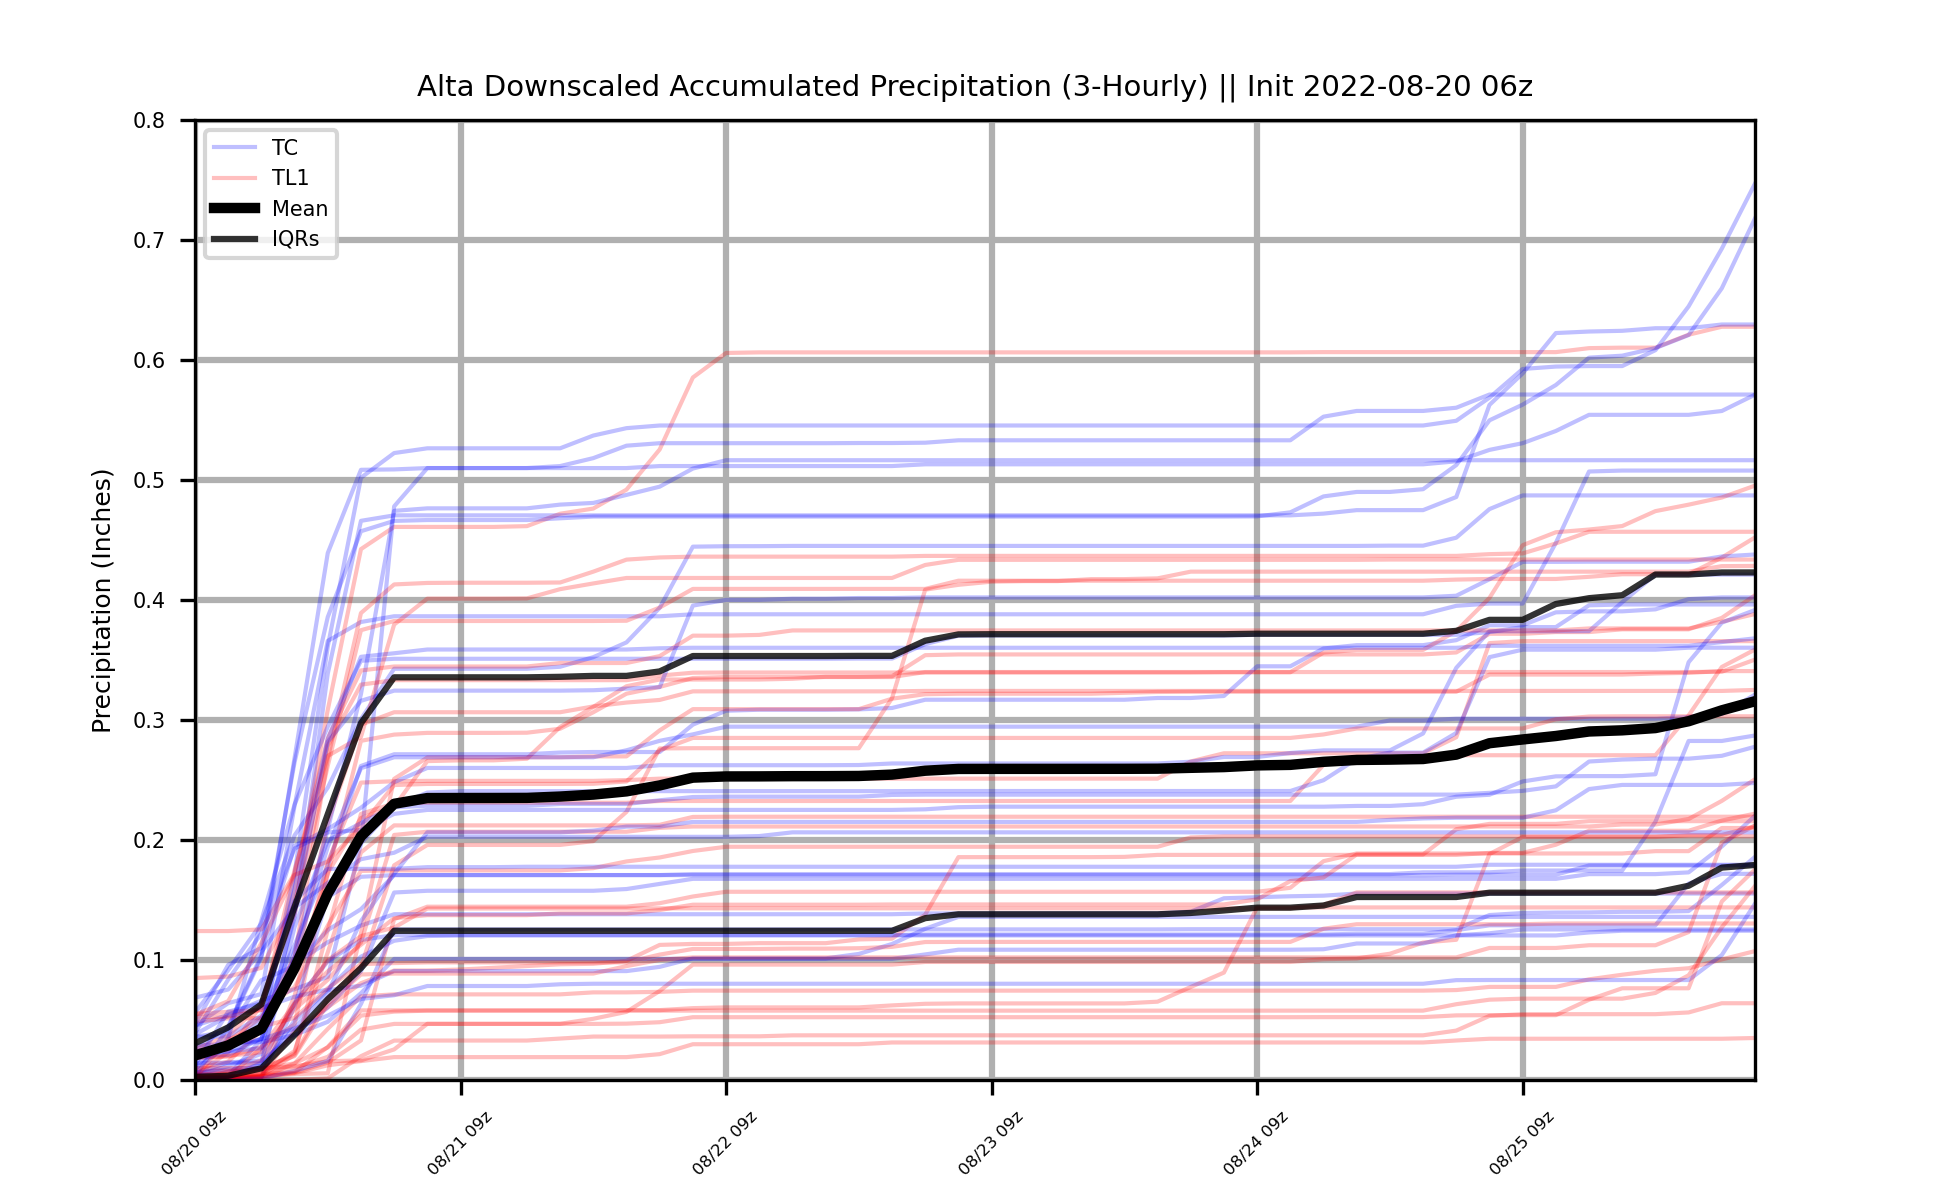 Alta Downscaled Accumulated Precipitation (3-Hourly) || Init 2022-08-20 06z
TC
TL1
Mean
IQRs
Precipitation (Inches)
0.8
0.7
0.6
0.5
0.4
0.3
0.2
0.1
0.0
08/20 09z
08/21 09z
08/22 09z
08/23 09z
08/24 09z
08/25 09z